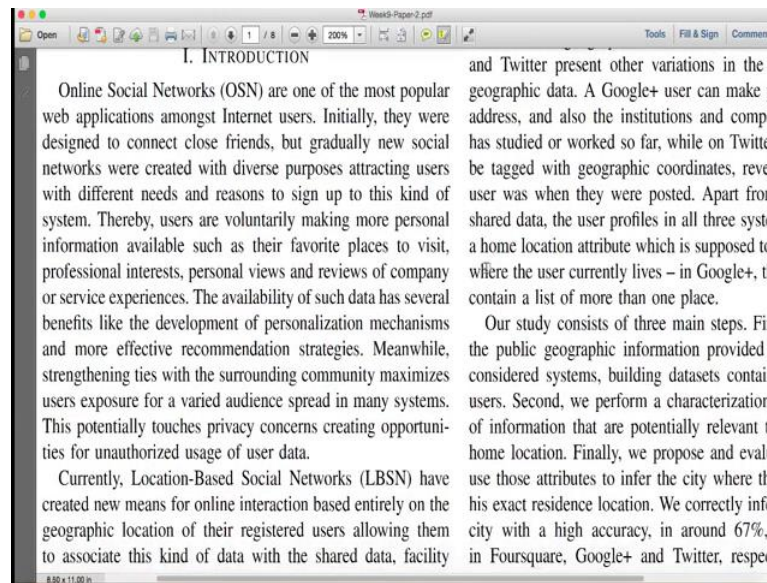 Week9-Paper-2.pdf
Open
1 / 8
200%
Tools Fill & Sign Commen
I. INTRODUCTION
Online Social Networks (OSN) are one of the most popular
web applications amongst Internet users. Initially, they were
designed to connect close friends, but gradually new social
networks were created with diverse purposes attracting users
with different needs and reasons to sign up to this kind of
system. Thereby, users are voluntarily making more personal
information available such as their favorite places to visit,
professional interests, personal views and reviews of company
or service experiences. The availability of such data has several
benefits like the development of personalization mechanisms
and more effective recommendation strategies. Meanwhile,
strengthening ties with the surrounding community maximizes
users exposure for a varied audience spread in many systems.
This potentially touches privacy concerns creating opportuni-
ties for unauthorized usage of user data.
Currently, Location-Based Social Networks (LBSN) have
created new means for online interaction based entirely on the
geographic location of their registered users allowing them
to associate this kind of data with the shared data, facility
and Twitter present other variations in the
geographic data. A Google+ user can make
address, and also the institutions and comp
has studied or worked so far, while on Twitte
be tagged with geographic coordinates, reve
user was when they were posted. Apart from
shared data, the user profiles in all three syste
a home location attribute which is supposed to
where the user currently lives – in Google+, t
contain a list of more than one place.
Our study consists of three main steps. Fi
the public geographic information provided
considered systems, building datasets contai
users. Second, we perform a characterization
of information that are potentially relevant t
home location. Finally, we propose and eval
use those attributes to infer the city where th
his exact residence location. We correctly inf
city with a high accuracy, in around 67%,
in Foursquare, Google+ and Twitter, respec
8.50 x 11.00 in